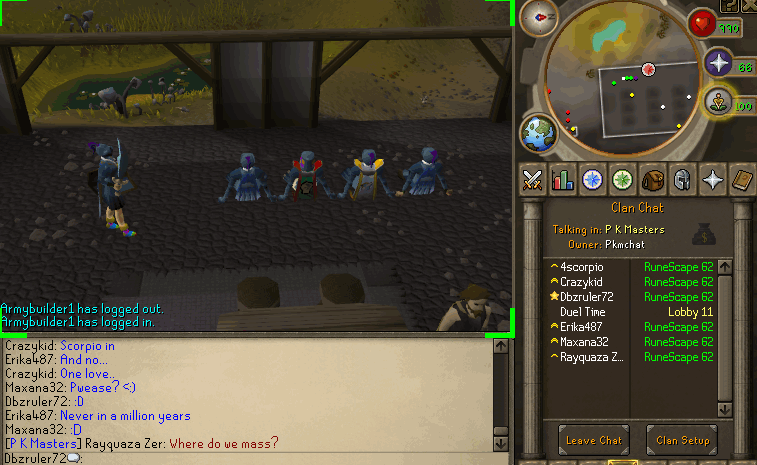 990
66
100
Clan Chat
Talking in: P K Masters
Owner: Pkmchat
4scorpio RuneScape 62
Crazykid RuneScape 62
Dbzruler72 RuneScape 62
Duel Time Lobby 11
Erika487 RuneScape 62
Maxana32 RuneScape 62
Rayquaza Z... RuneScape 62
Leave Chat Clan Setup
Armybuilder1 has logged out.
Armybuilder1 has logged in.
Crazykid: Scorpio in
Erika487: And no...
Crazykid: One love..
Maxana32: Pwease? <:)
Dbzruler72: :D
Erika487: Never in a million years
Maxana32: :D
[P K Masters] Rayquaza Zer: Where do we mass?
Dbzruler72: